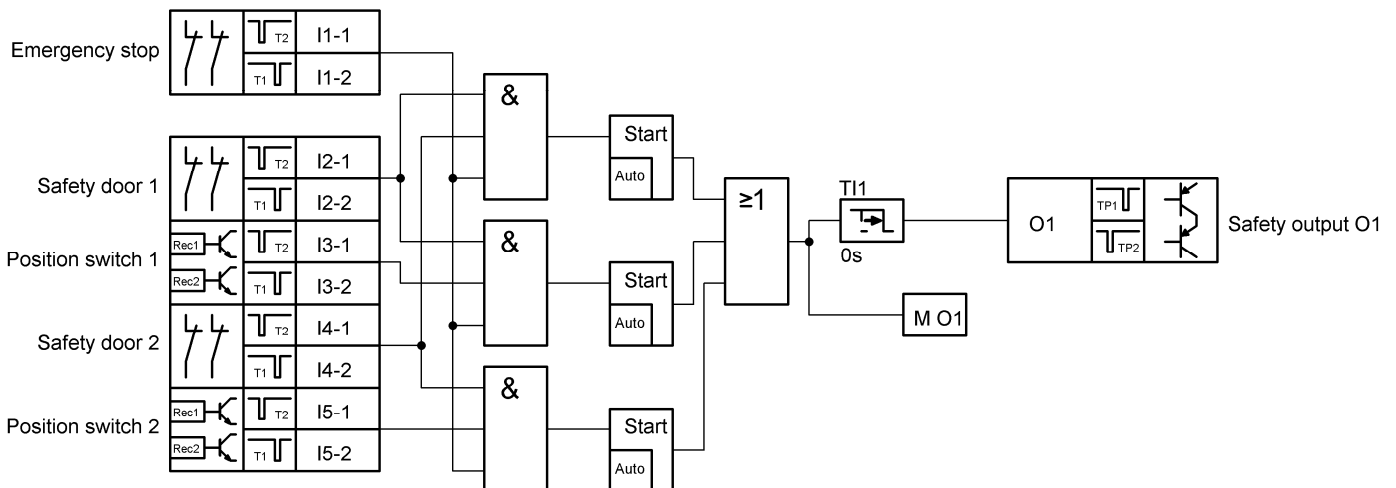 Emergency stop
T2 I1-1
T1 I1-2
Safety door 1
T2 I2-1
T1 I2-2
Position switch 1
Rec1 T2 I3-1
Rec2 T1 I3-2
Safety door 2
T2 I4-1
T1 I4-2
Position switch 2
Rec1 T2 I5-1
Rec2 T1 I5-2
&
&
&
Start
Auto
Start
Auto
Start
Auto
≥1
TI1
0s
M O1
O1
TP1
TP2
Safety output O1